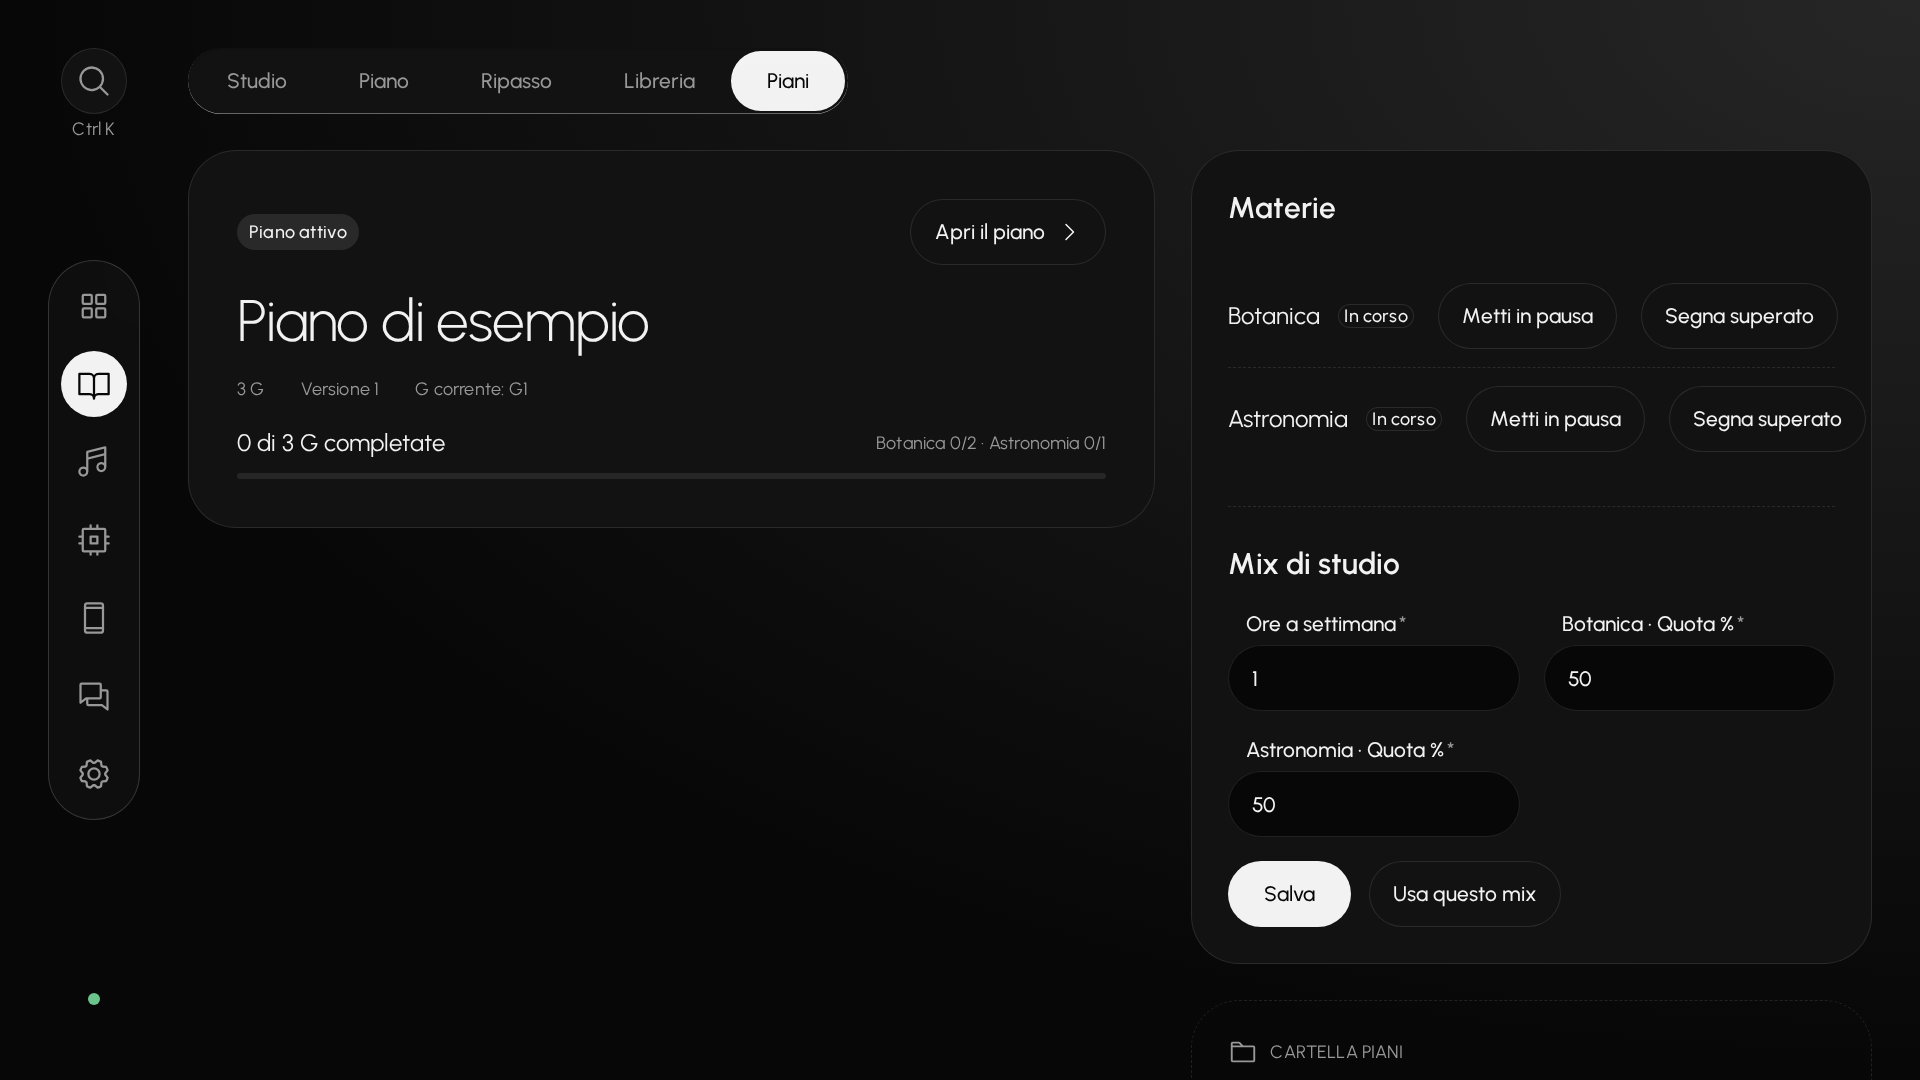 Ctrl K
Studio Piano Ripasso Libreria Piani
Piano attivo
Apri il piano
Piano di esempio
3 G Versione 1 G corrente: G1
0 di 3 G completate
Botanica 0/2 · Astronomia 0/1
Materie
Botanica In corso Metti in pausa Segna superato
Astronomia In corso Metti in pausa Segna superato
Mix di studio
Ore a settimana * Botanica · Quota % *
1 50
Astronomia · Quota % *
50
Salva Usa questo mix
CARTELLA PIANI